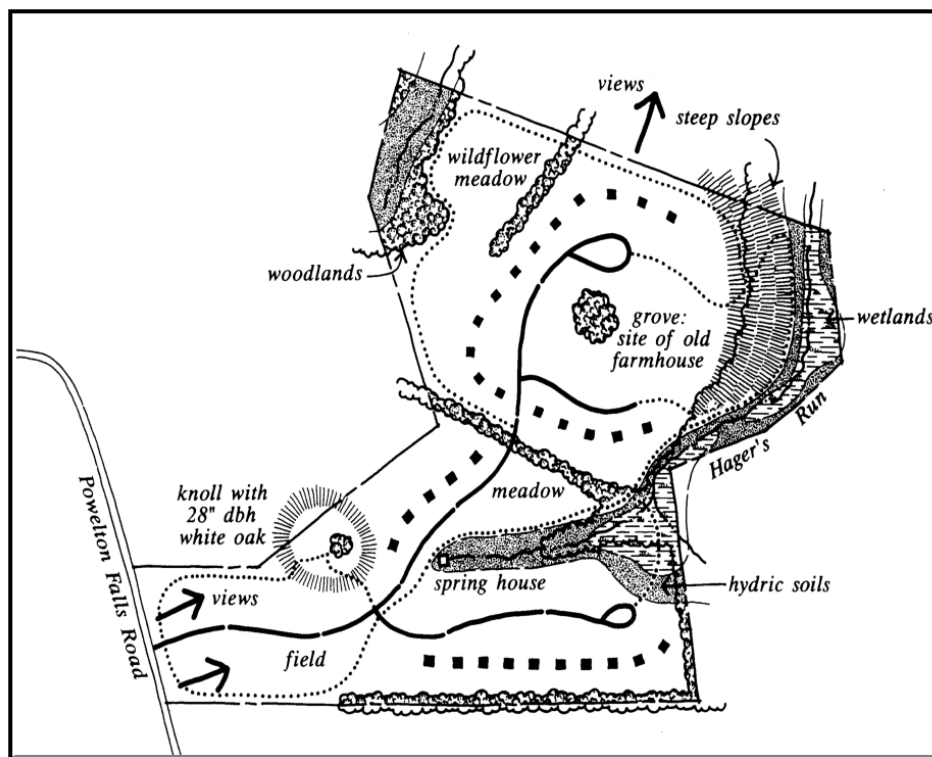 views
steep slopes
wildflower
meadow
woodlands
wetlands
grove:
site of old
farmhouse
Hager's Run
Powelton Falls Road
knoll with
28" dbh
white oak
meadow
spring house
hydric soils
views
field